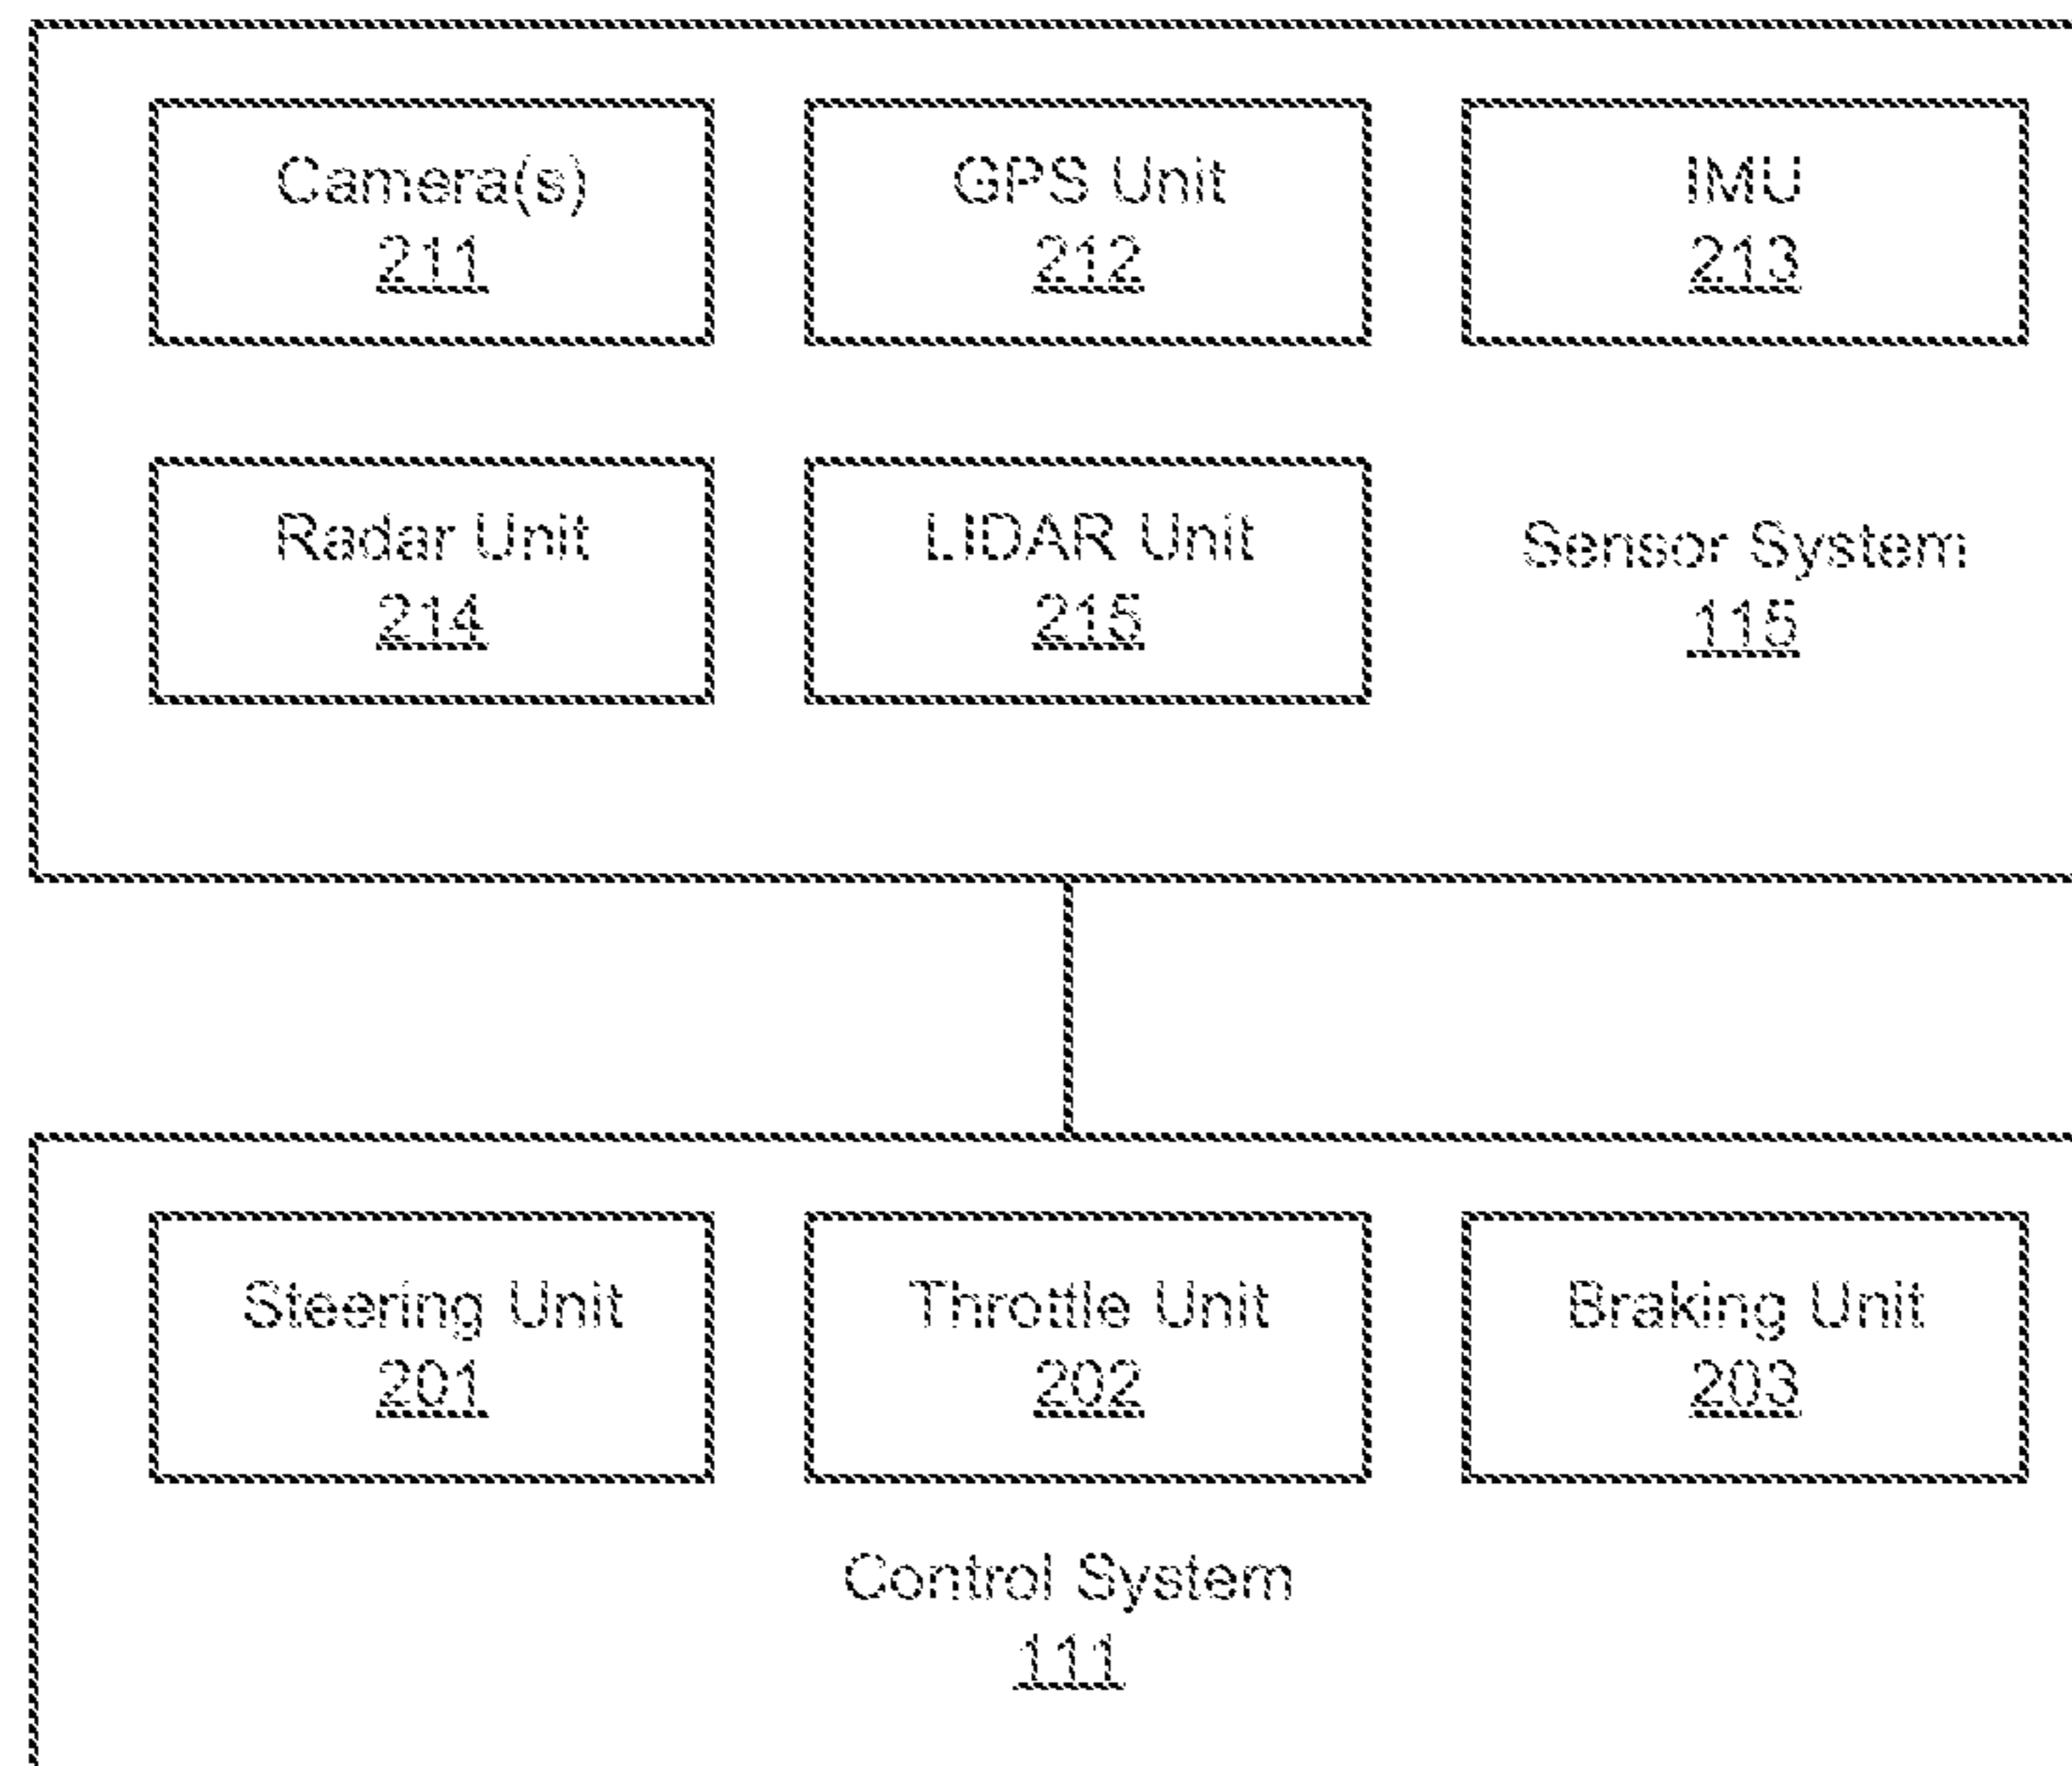 Camera(s)
211
GPS Unit
212
IMU
213
Radar Unit
214
LIDAR Unit
215
Sensor System
115
Steering Unit
201
Throttle Unit
202
Braking Unit
203
Control System
111